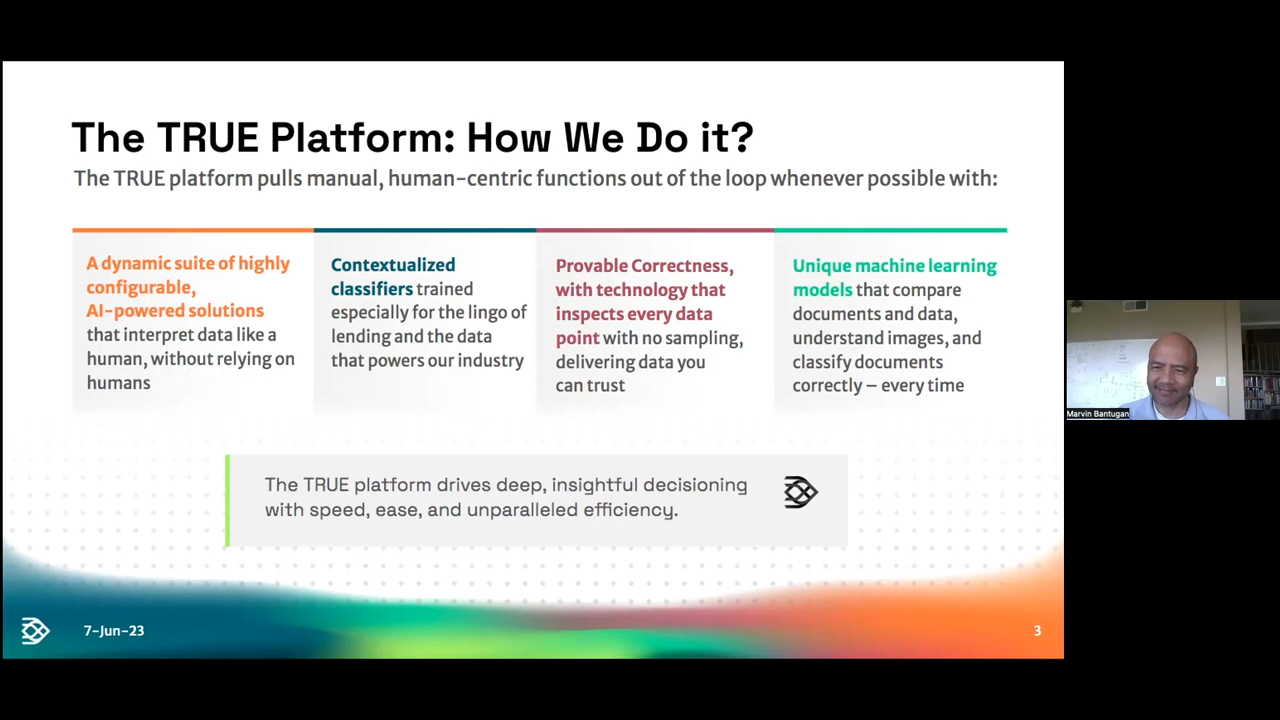 The TRUE Platform: How We Do it?
The TRUE platform pulls manual, human-centric functions out of the loop whenever possible with:
A dynamic suite of highly
configurable,
AI-powered solutions
that interpret data like a
human, without relying on
humans
Contextualized
classifiers trained
especially for the lingo of
lending and the data
that powers our industry
Provable Correctness,
with technology that
inspects every data
point with no sampling,
delivering data you
can trust
Unique machine learning
models that compare
documents and data,
understand images, and
classify documents
correctly – every time
The TRUE platform drives deep, insightful decisioning
with speed, ease, and unparalleled efficiency.
7-Jun-23
3
Marvin Bantugan